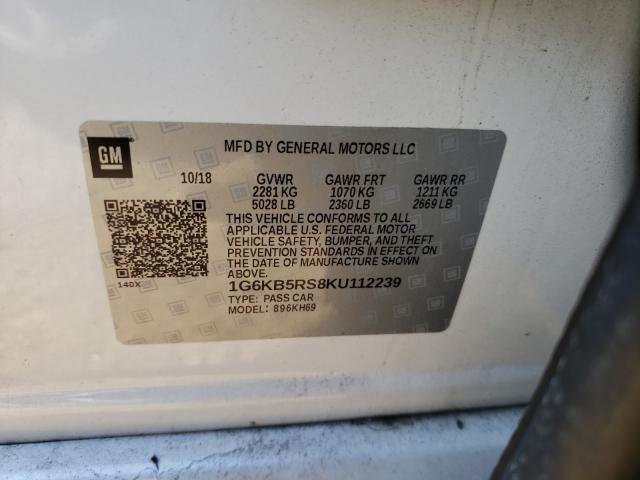 GM
MFD BY GENERAL MOTORS LLC
10/18 GVWR GAWR FRT GAWR RR
2281 KG 1070 KG 1211 KG
5028 LB 2360 LB 2669 LB
THIS VEHICLE CONFORMS TO ALL
APPLICABLE U.S. FEDERAL MOTOR
VEHICLE SAFETY, BUMPER, AND THEFT
PREVENTION STANDARDS IN EFFECT ON
THE DATE OF MANUFACTURE SHOWN
ABOVE.
140X
1G6KB5RS8KU112239
TYPE: PASS CAR
MODEL: 896KH69